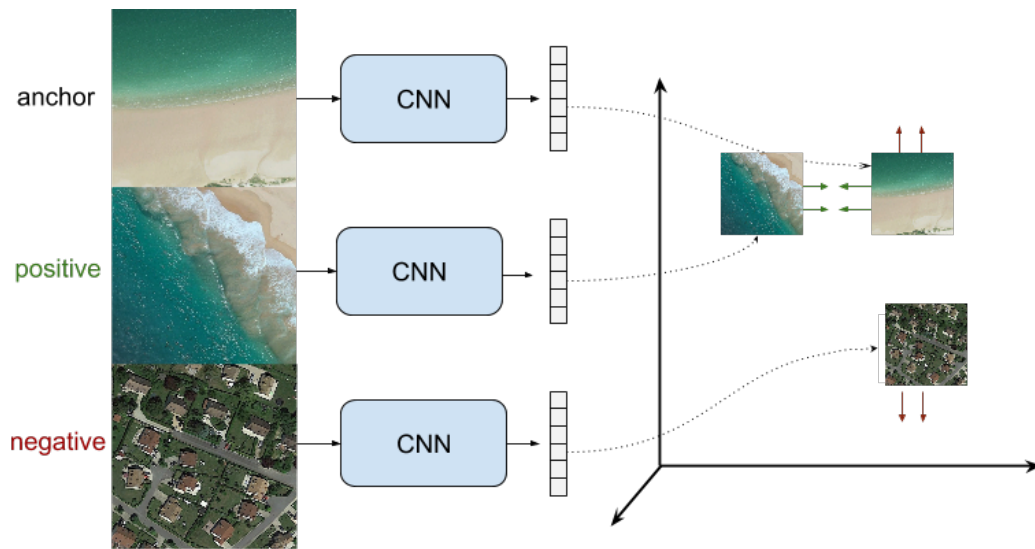 anchor
CNN
positive
CNN
negative
CNN